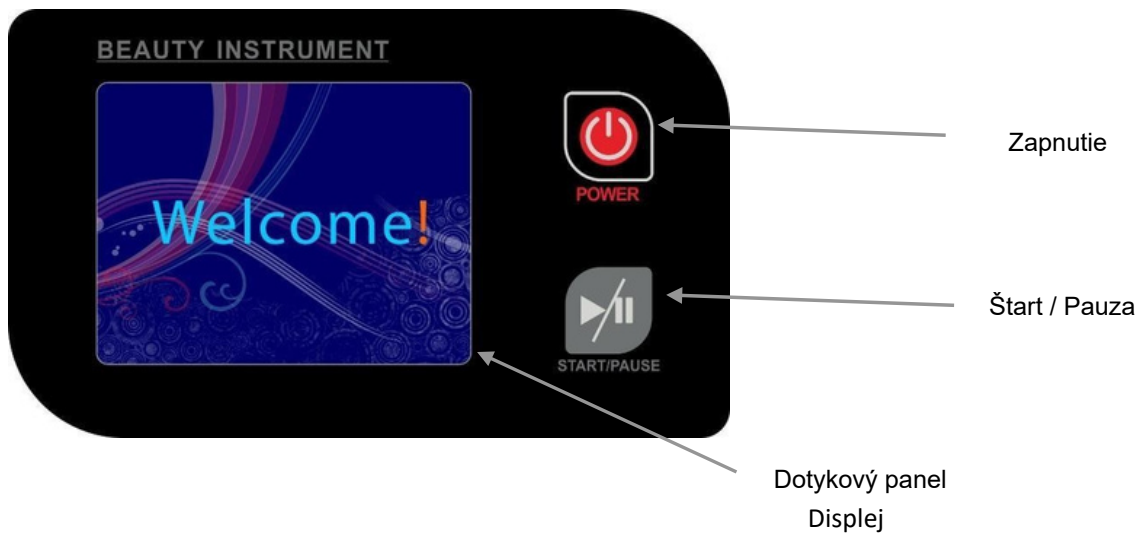 BEAUTY INSTRUMENT
Welcome!
POWER
Zapnutie
START/PAUSE
Štart / Pauza
Dotykový panel
Displej